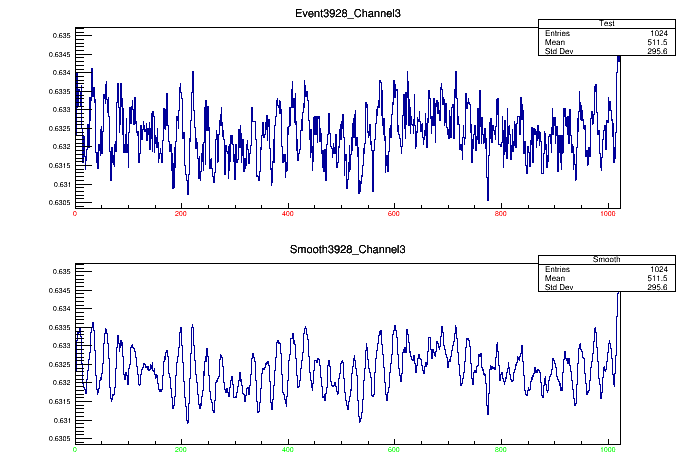 Event3928_Channel3
Test
Entries 1024
Mean 511.5
Std Dev 295.6
0.635
0.6345
0.634
0.6335
0.633
0.6325
0.632
0.6315
0.631
0.6305
0 200 400 600 800 1000
Smooth3928_Channel3
Smooth
Entries 1024
Mean 511.5
Std Dev 295.6
0.635
0.6345
0.634
0.6335
0.633
0.6325
0.632
0.6315
0.631
0.6305
0 200 400 600 800 1000